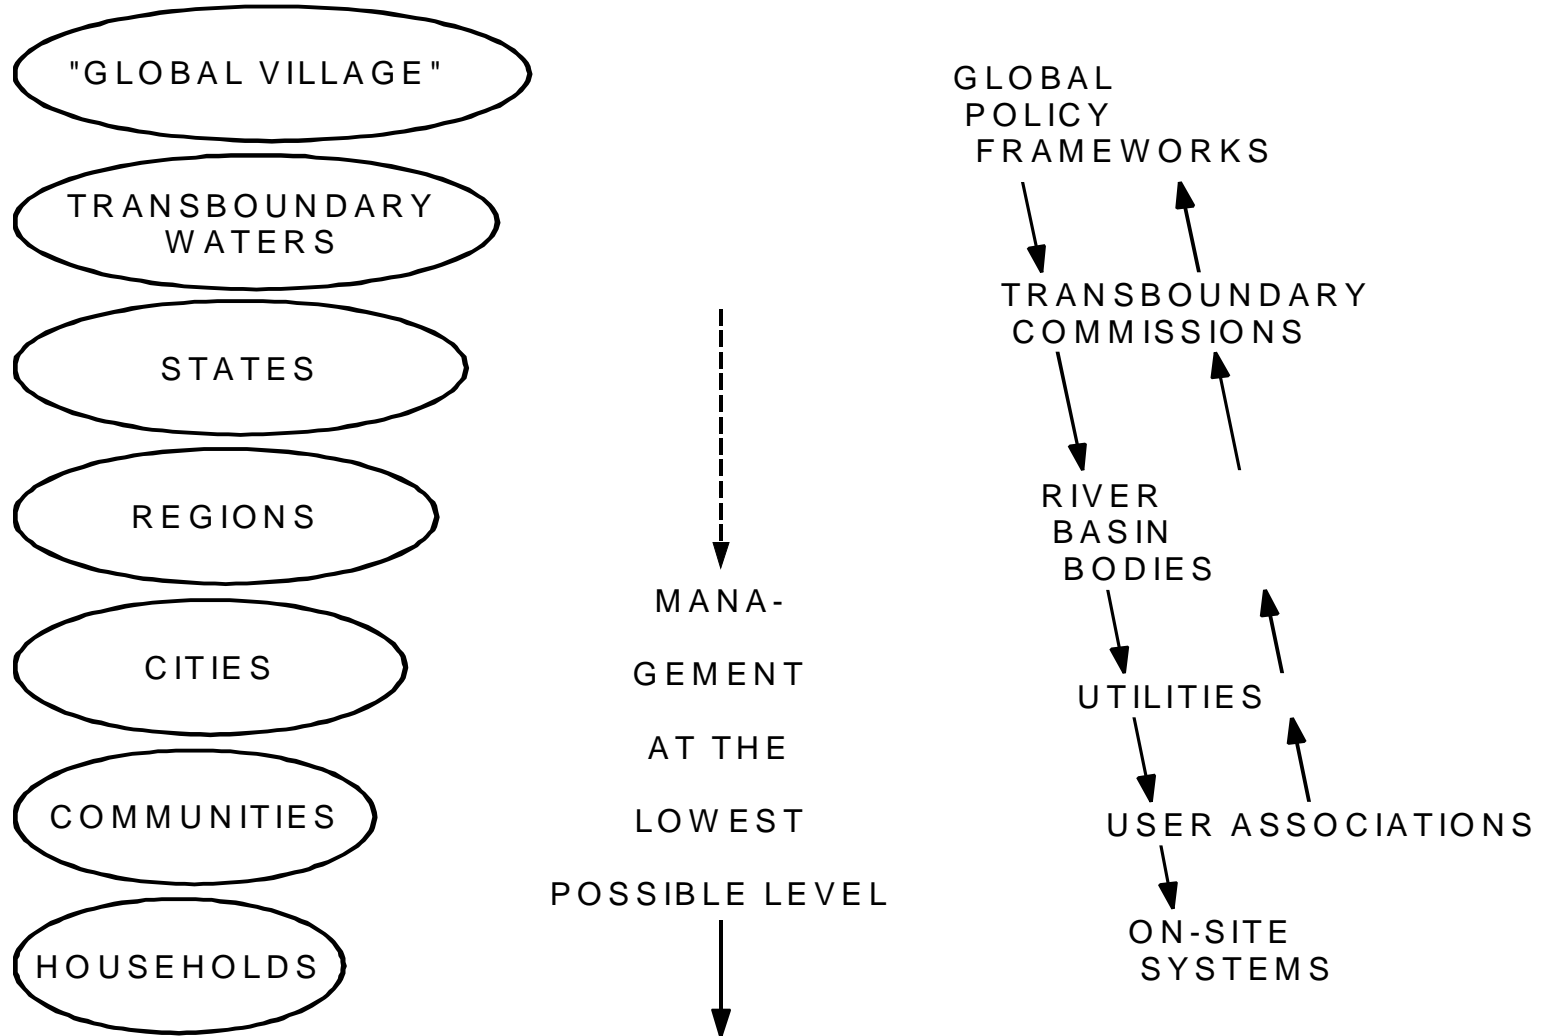 "GLOBAL VILLAGE"
TRANSBOUNDARY
WATERS
STATES
REGIONS
CITIES
COMMUNITIES
HOUSEHOLDS
MANA-
GEMENT
AT THE
LOWEST
POSSIBLE LEVEL
GLOBAL
POLICY
FRAMEWORKS
TRANSBOUNDARY
COMMISSIONS
RIVER
BASIN
BODIES
UTILITIES
USER ASSOCIATIONS
ON-SITE
SYSTEMS